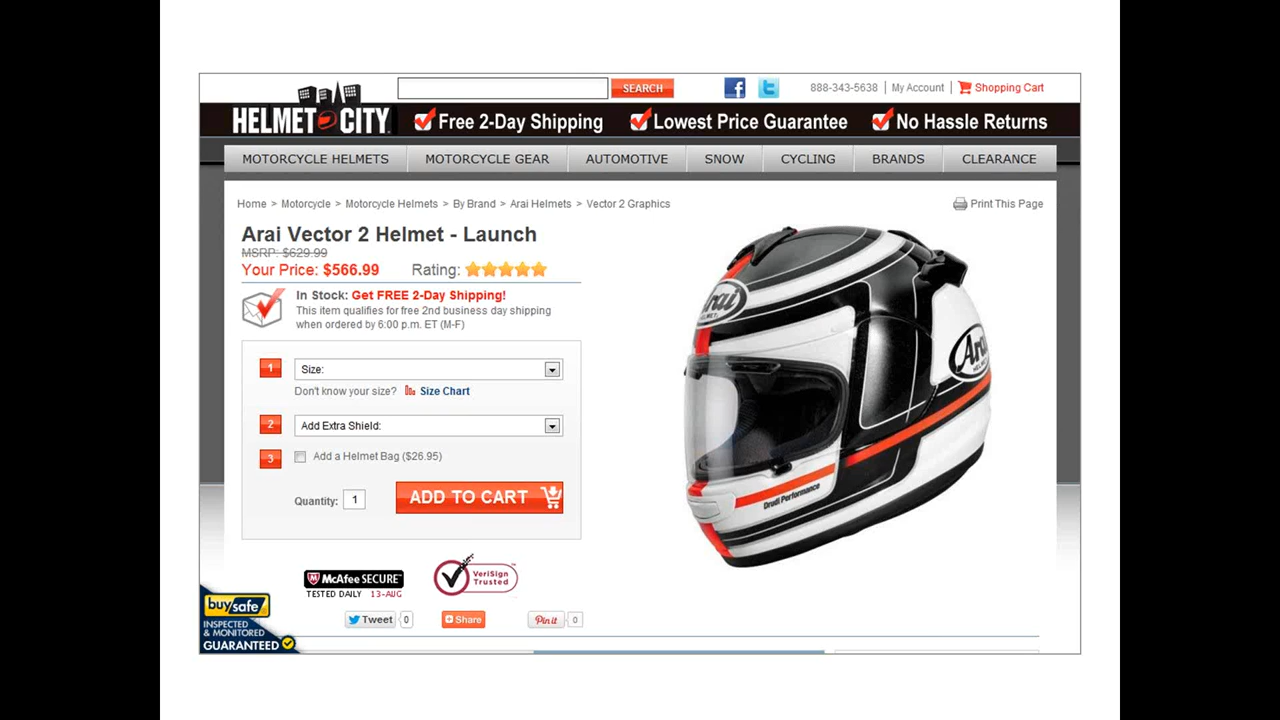 SEARCH
888-343-5638 | My Account | Shopping Cart
HELMET CITY
Free 2-Day Shipping
Lowest Price Guarantee
No Hassle Returns
MOTORCYCLE HELMETS
MOTORCYCLE GEAR
AUTOMOTIVE
SNOW
CYCLING
BRANDS
CLEARANCE
Home > Motorcycle > Motorcycle Helmets > By Brand > Arai Helmets > Vector 2 Graphics
Print This Page
Arai Vector 2 Helmet - Launch
MSRP: $629.99
Your Price: $566.99
Rating:
In Stock: Get FREE 2-Day Shipping!
This item qualifies for free 2nd business day shipping
when ordered by 6:00 p.m. ET (M-F)
1
Size:
Don't know your size? Size Chart
2
Add Extra Shield:
3
Add a Helmet Bag ($26.95)
Quantity: 1
ADD TO CART
Arai
HELMET
Arai
HELMET
Drudi Performance
McAfee SECURE
TESTED DAILY 13-AUG
VeriSign
Trusted
buysafe
INSPECTED
& MONITORED
GUARANTEED
Tweet 0
Share
Pin it 0